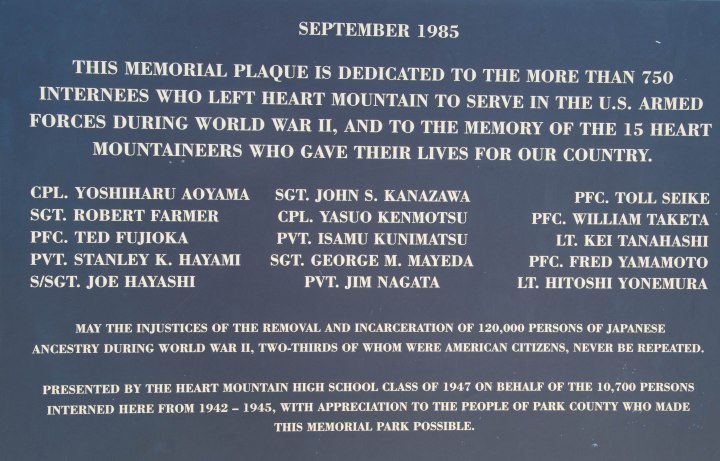 SEPTEMBER 1985
THIS MEMORIAL PLAQUE IS DEDICATED TO THE MORE THAN 750
INTERNEES WHO LEFT HEART MOUNTAIN TO SERVE IN THE U.S. ARMED
FORCES DURING WORLD WAR II, AND TO THE MEMORY OF THE 15 HEART
MOUNTAINEERS WHO GAVE THEIR LIVES FOR OUR COUNTRY.
CPL. YOSHIHARU AOYAMA
SGT. ROBERT FARMER
PFC. TED FUJIOKA
PVT. STANLEY K. HAYAMI
S/SGT. JOE HAYASHI
SGT. JOHN S. KANAZAWA
CPL. YASUO KENMOTSU
PVT. ISAMU KUNIMATSU
SGT. GEORGE M. MAYEDA
PVT. JIM NAGATA
PFC. TOLL SEIKE
PFC. WILLIAM TAKETA
LT. KEI TANAHASHI
PFC. FRED YAMAMOTO
LT. HITOSHI YONEMURA
MAY THE INJUSTICES OF THE REMOVAL AND INCARCERATION OF 120,000 PERSONS OF JAPANESE
ANCESTRY DURING WORLD WAR II, TWO-THIRDS OF WHOM WERE AMERICAN CITIZENS, NEVER BE REPEATED.
PRESENTED BY THE HEART MOUNTAIN HIGH SCHOOL CLASS OF 1947 ON BEHALF OF THE 10,700 PERSONS
INTERNED HERE FROM 1942 – 1945, WITH APPRECIATION TO THE PEOPLE OF PARK COUNTY WHO MADE
THIS MEMORIAL PARK POSSIBLE.